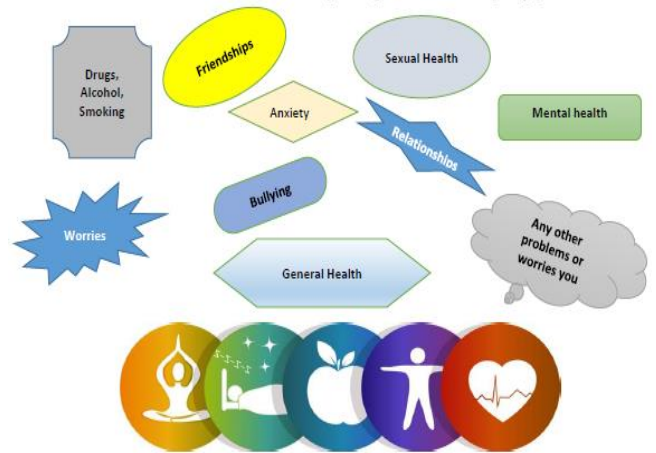 Friendships
Sexual Health
Drugs,
Alcohol,
Smoking
Anxiety
Mental health
Relationships
Bullying
Worries
Any other
problems or
worries you
General Health